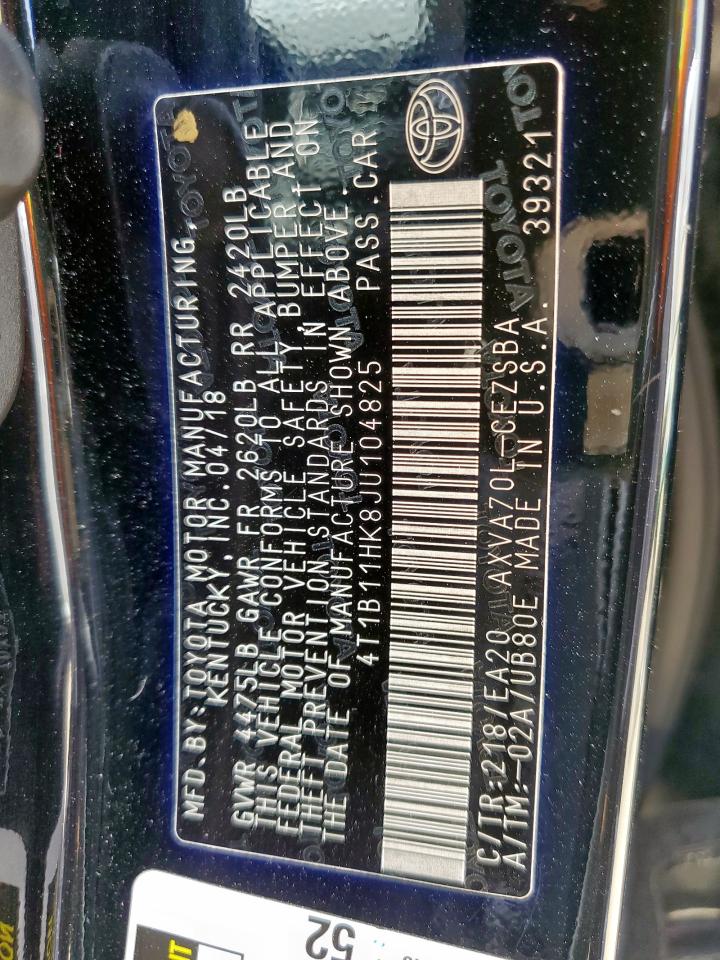 MFD.BY:TOYOTA MOTOR MANUFACTURING,
KENTUCKY,INC.04/18
GVWR 4475LB GAWR FR 2620LB RR 2420LB
THIS VEHICLE CONFORMS TO ALL APPLICABLE
FEDERAL MOTOR VEHICLE SAFETY, BUMPER AND
THEFT PREVENTION STANDARDS IN EFFECT ON
THE DATE OF MANUFACTURE SHOWN ABOVE.
4T1B11HK8JU104825 PASS.CAR
C/TR:218/EA20 AXVA70L-CEZSBA
A/TM:-02A/UB80E MADE IN U.S.A. 39321
52